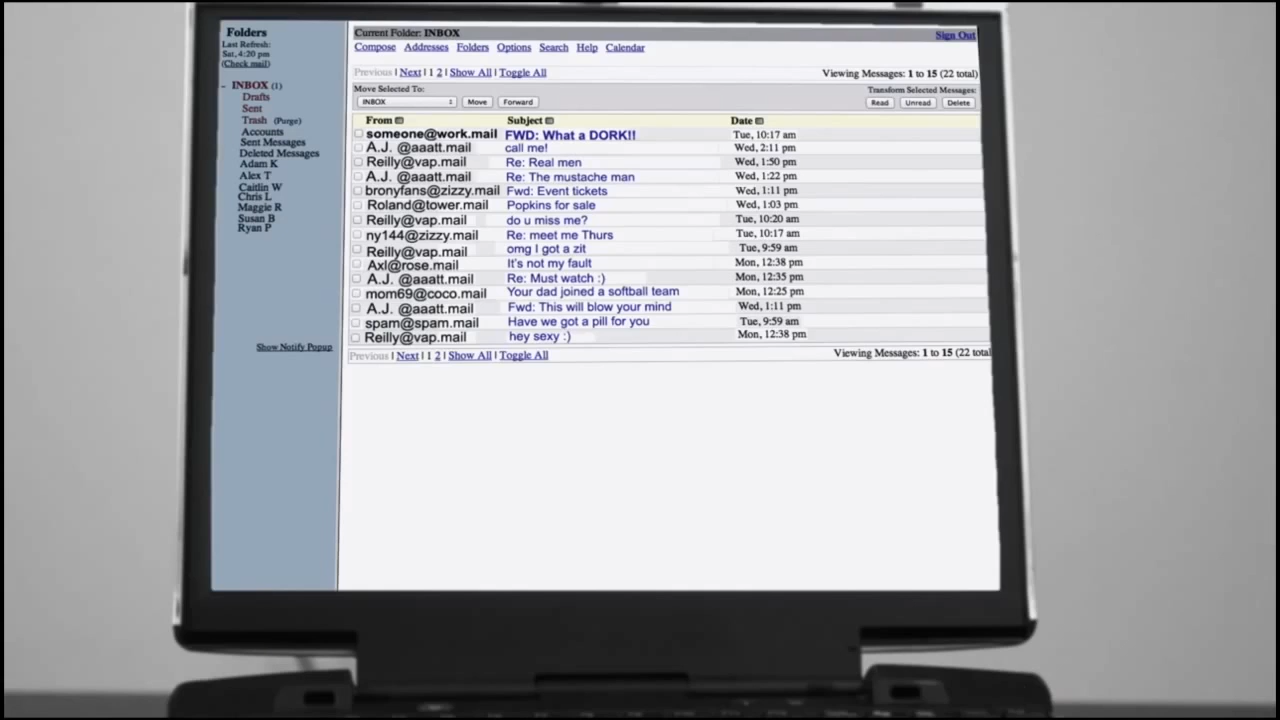 Folders
Last Refresh:
Sat, 4:20 pm
(Check mail)
- INBOX (1)
Drafts
Sent
Trash (Purge)
Accounts
Sent Messages
Deleted Messages
Adam K
Alex T
Caitlin W
Chris L
Maggie R
Susan B
Ryan P
Show Notify Popup
Current Folder: INBOX Sign Out
Compose Addresses Folders Options Search Help Calendar
Previous | Next | 1 2 | Show All | Toggle All Viewing Messages: 1 to 15 (22 total)
Move Selected To: Transform Selected Messages:
INBOX Move Forward Read Unread Delete
From Subject Date
someone@work.mail FWD: What a DORK!! Tue, 10:17 am
A.J. @aaatt.mail call me! Wed, 2:11 pm
Reilly@vap.mail Re: Real men Wed, 1:50 pm
A.J. @aaatt.mail Re: The mustache man Wed, 1:22 pm
bronyfans@zizzy.mail Fwd: Event tickets Wed, 1:11 pm
Roland@tower.mail Popkins for sale Wed, 1:03 pm
Reilly@vap.mail do u miss me? Tue, 10:20 am
ny144@zizzy.mail Re: meet me Thurs Tue, 10:17 am
Reilly@vap.mail omg I got a zit Tue, 9:59 am
Axl@rose.mail It's not my fault Mon, 12:38 pm
A.J. @aaatt.mail Re: Must watch :) Mon, 12:35 pm
mom69@coco.mail Your dad joined a softball team Mon, 12:25 pm
A.J. @aaatt.mail Fwd: This will blow your mind Wed, 1:11 pm
spam@spam.mail Have we got a pill for you Tue, 9:59 am
Reilly@vap.mail hey sexy :) Mon, 12:38 pm
Previous | Next | 1 2 | Show All | Toggle All Viewing Messages: 1 to 15 (22 total